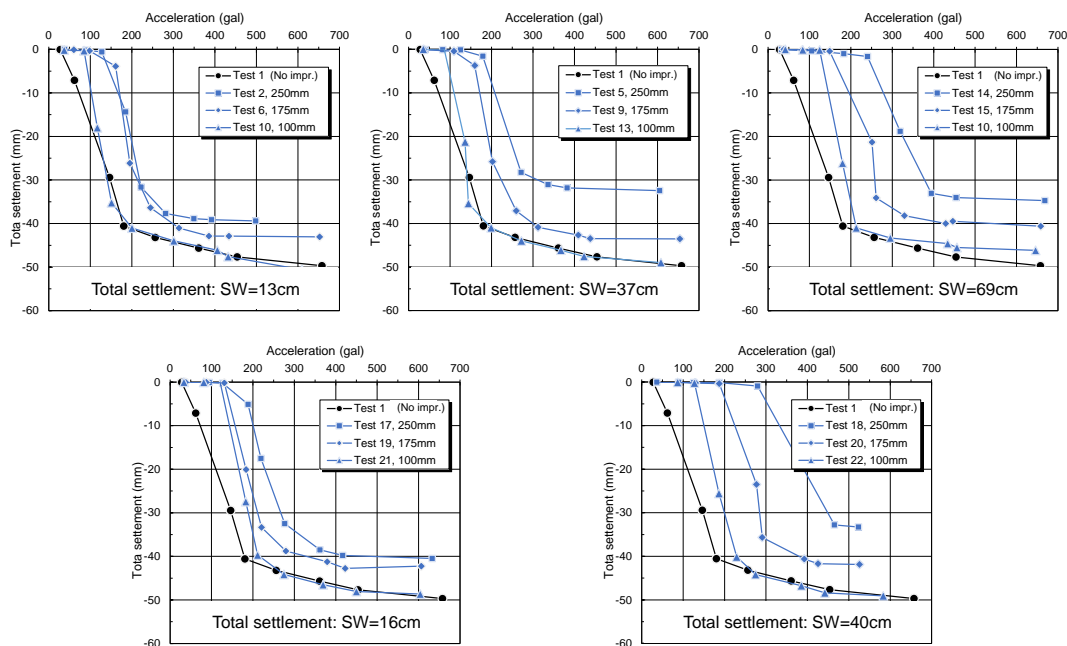 Acceleration (gal)
0 100 200 300 400 500 600 700
0
-10
-20
-30
-40
-50
-60
Tota settlement (mm)
Test 1 (No impr.)
Test 2, 250mm
Test 6, 175mm
Test 10, 100mm
Total settlement: SW=13cm
Acceleration (gal)
0 100 200 300 400 500 600 700
0
-10
-20
-30
-40
-50
-60
Tota settlement (mm)
Test 1 (No impr.)
Test 5, 250mm
Test 9, 175mm
Test 13, 100mm
Total settlement: SW=37cm
Acceleration (gal)
0 100 200 300 400 500 600 700
0
-10
-20
-30
-40
-50
-60
Tota settlement (mm)
Test 1 (No impr.)
Test 14, 250mm
Test 15, 175mm
Test 10, 100mm
Total settlement: SW=69cm
Acceleration (gal)
0 100 200 300 400 500 600 700
0
-10
-20
-30
-40
-50
-60
Tota settlement (mm)
Test 1 (No impr.)
Test 17, 250mm
Test 19, 175mm
Test 21, 100mm
Total settlement: SW=16cm
Acceleration (gal)
0 100 200 300 400 500 600 700
0
-10
-20
-30
-40
-50
-60
Tota settlement (mm)
Test 1 (No impr.)
Test 18, 250mm
Test 20, 175mm
Test 22, 100mm
Total settlement: SW=40cm